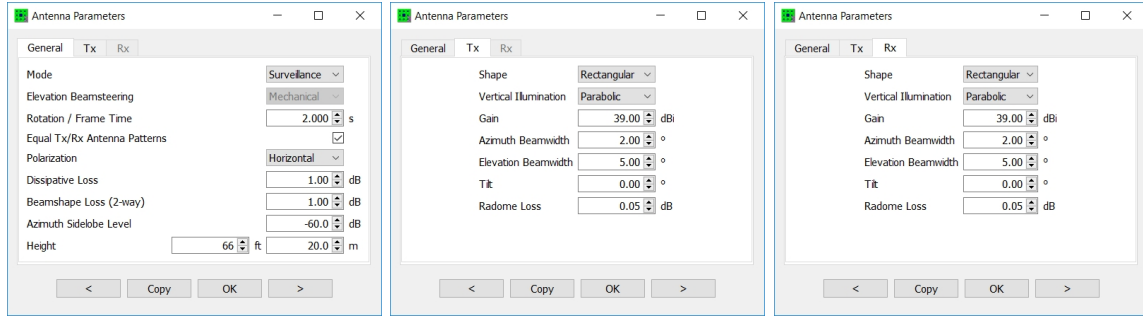 Antenna Parameters
General Tx Rx
Mode Surveillance
Elevation Beamsteering Mechanical
Rotation / Frame Time 2.000 s
Equal Tx/Rx Antenna Patterns
Polarization Horizontal
Dissipative Loss 1.00 dB
Beamshape Loss (2-way) 1.00 dB
Azimuth Sidelobe Level -60.0 dB
Height 66 ft 20.0 m
< Copy OK >
Antenna Parameters
General Tx Rx
Shape Rectangular
Vertical Illumination Parabolic
Gain 39.00 dBi
Azimuth Beamwidth 2.00 °
Elevation Beamwidth 5.00 °
Tilt 0.00 °
Radome Loss 0.05 dB
< Copy OK >
Antenna Parameters
General Tx Rx
Shape Rectangular
Vertical Illumination Parabolic
Gain 39.00 dBi
Azimuth Beamwidth 2.00 °
Elevation Beamwidth 5.00 °
Tilt 0.00 °
Radome Loss 0.05 dB
< Copy OK >